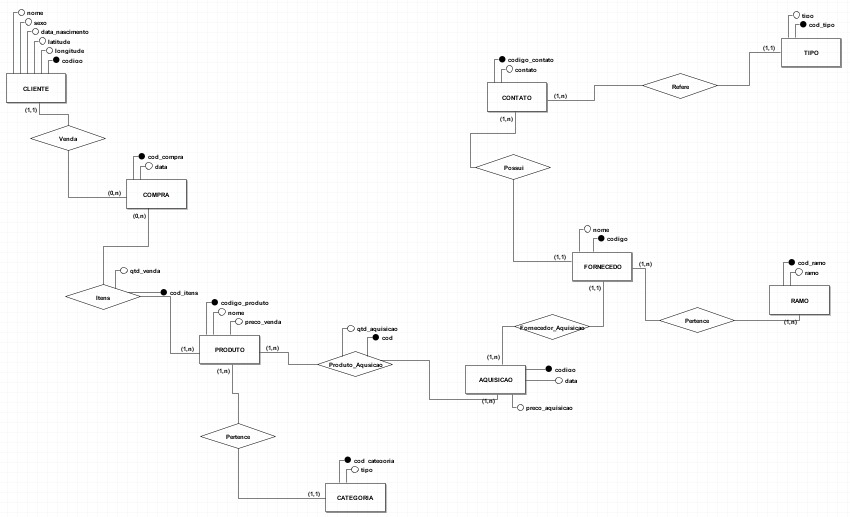 nome
sexo
data_nascimento
latitude
longitude
codigo
CLIENTE
(1,1)
Venda
(0,n)
cod_compra
data
COMPRA
(0,n)
qtd_venda
cod_itens
Itens
(1,n)
codigo_produto
nome
preco_venda
PRODUTO
(1,n)
(1,n)
qtd_aquisicao
cod
Produto_Aqusicao
(1,n)
Pertence
(1,1)
cod_categoria
tipo
CATEGORIA
tipo
cod_tipo
TIPO
(1,1)
Refere
codigo_contato
contato
CONTATO
(1,n)
(1,n)
Possui
(1,1)
nome
codigo
FORNECEDO
(1,n)
(1,1)
cod_ramo
ramo
RAMO
(1,n)
Pertence
Fornecedor_Aquisicao
(1,n)
AQUISICAO
codigo
data
preco_aquisicao